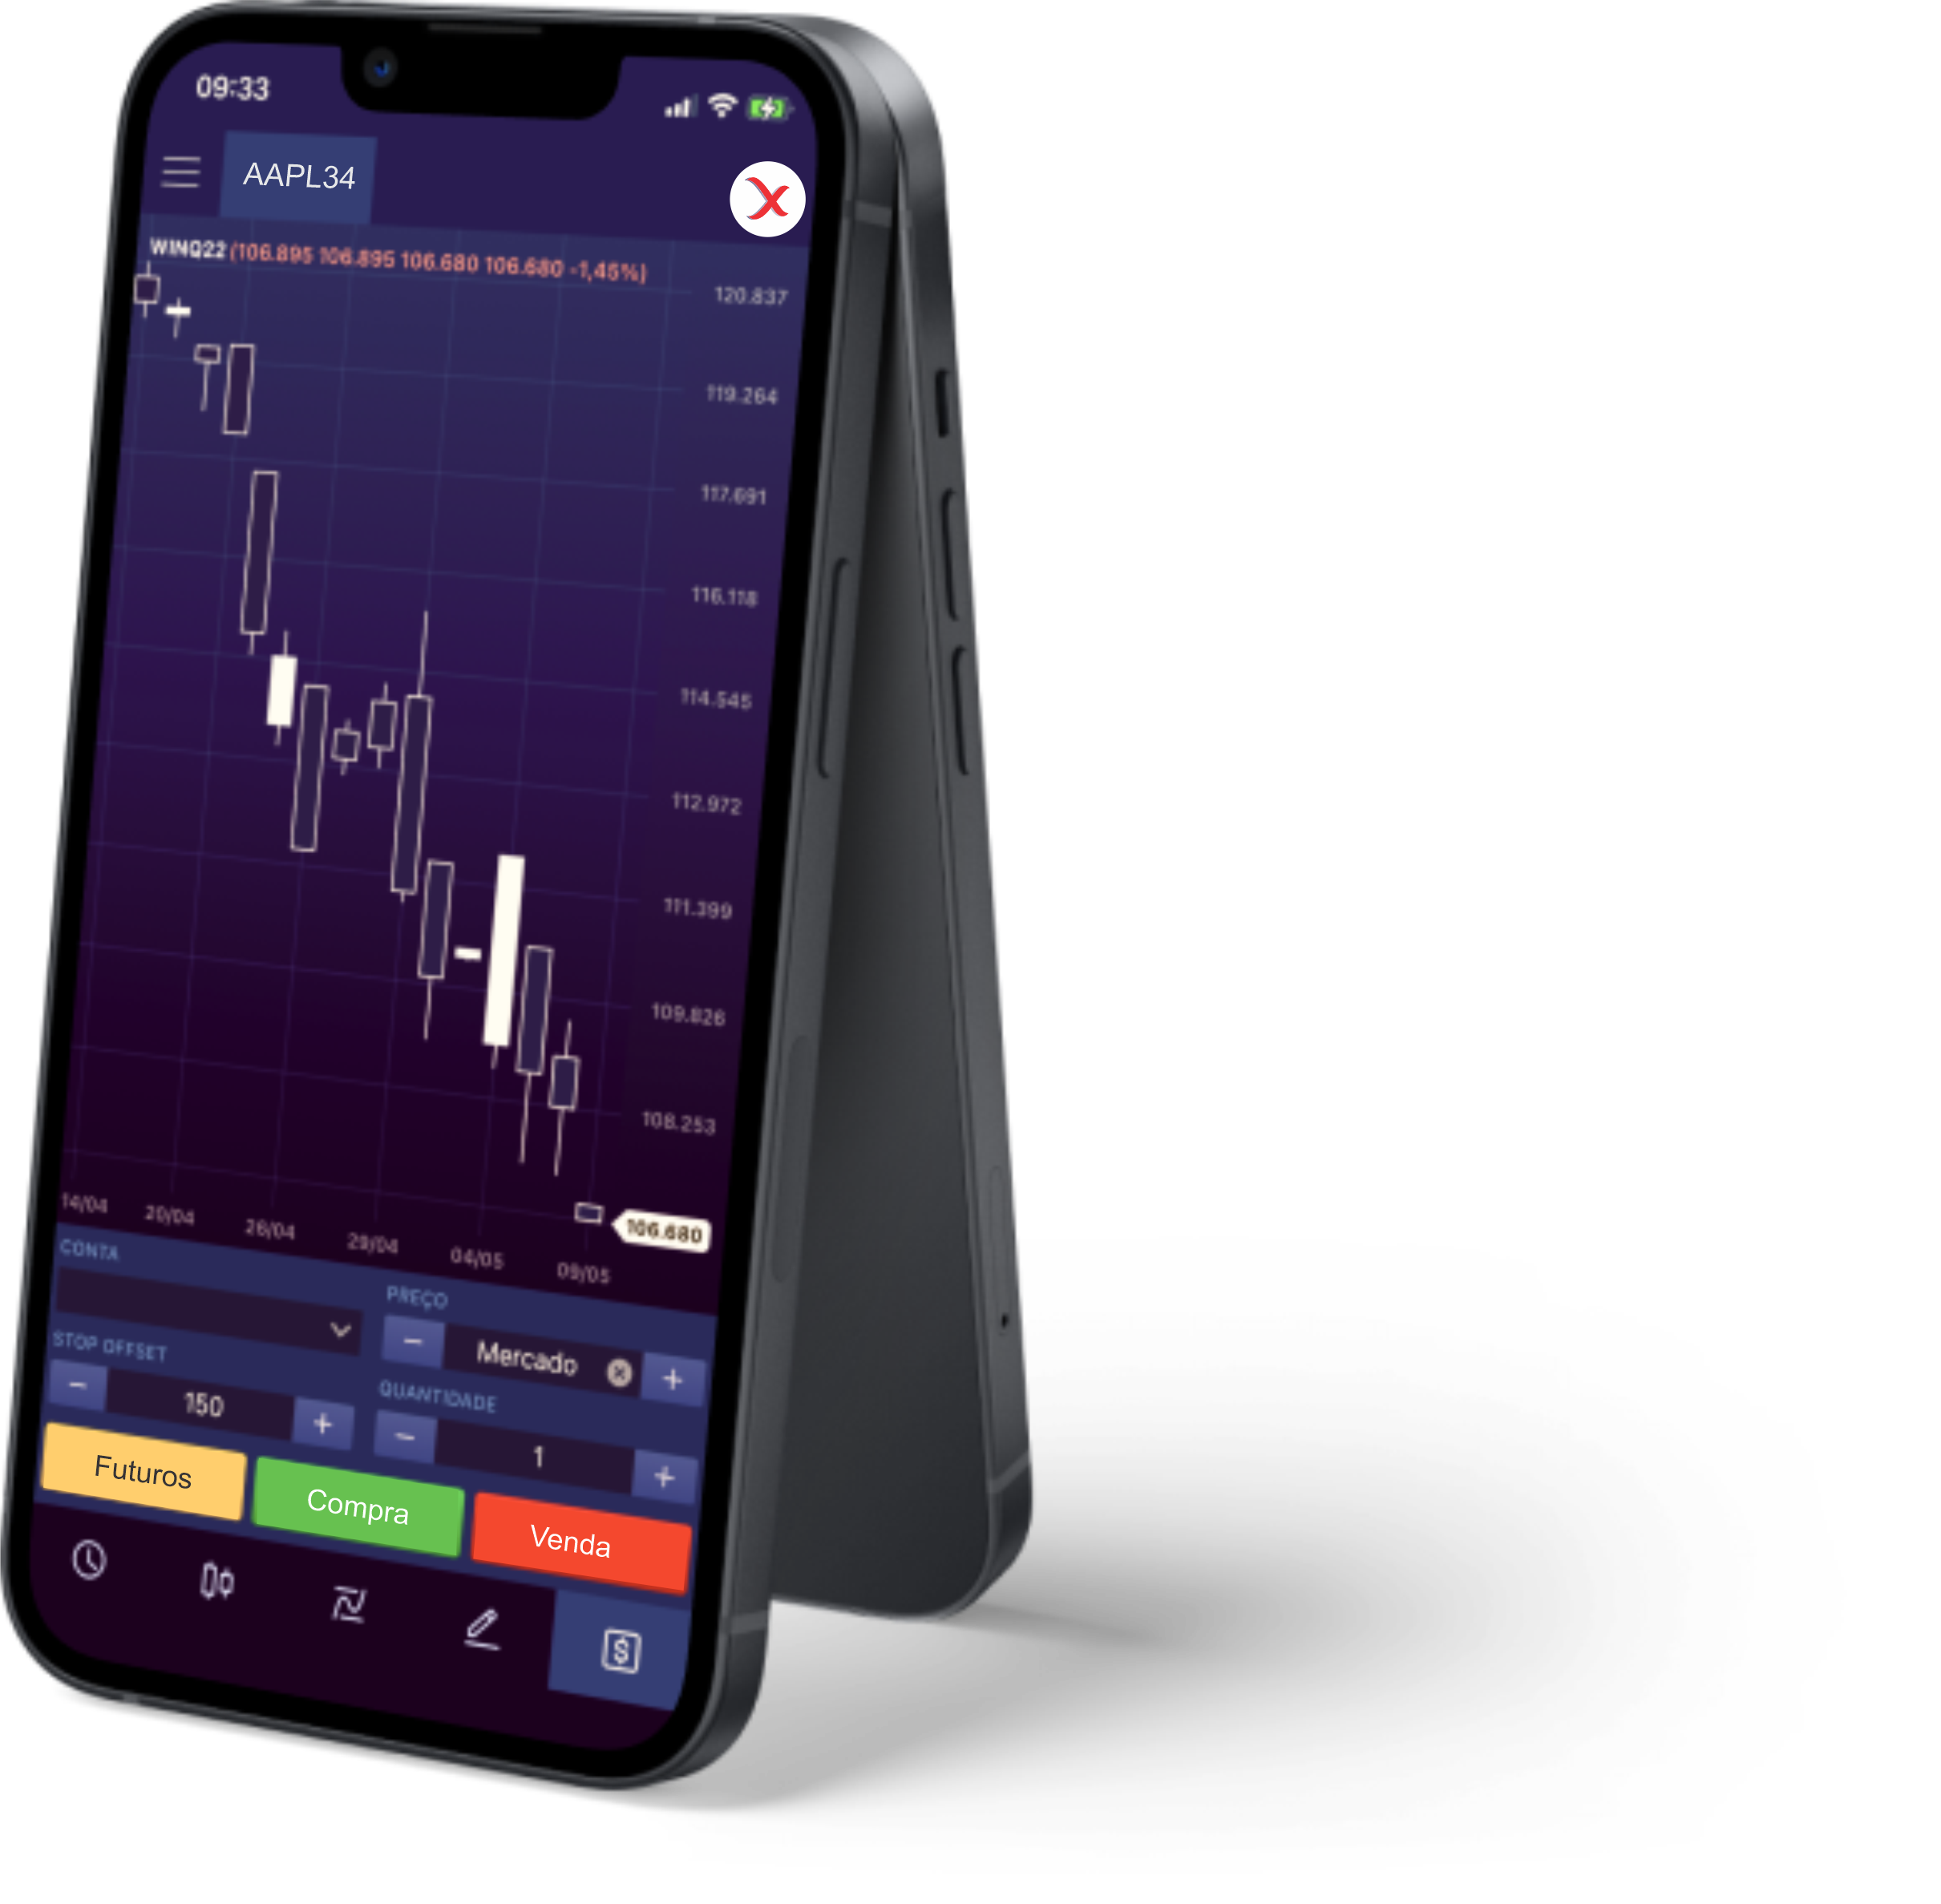 09:33
AAPL34
WINQ22 (106.895 106.895 106.680 106.680 -1,45%)
120.837
119.264
117.691
116.118
114.545
112.972
111.399
109.826
108.253
106.680
14/04 20/04 26/04 29/04 04/05 09/05
CONTA
PREÇO
Mercado
STOP OFFSET
150
QUANTIDADE
1
Futuros
Compra
Venda